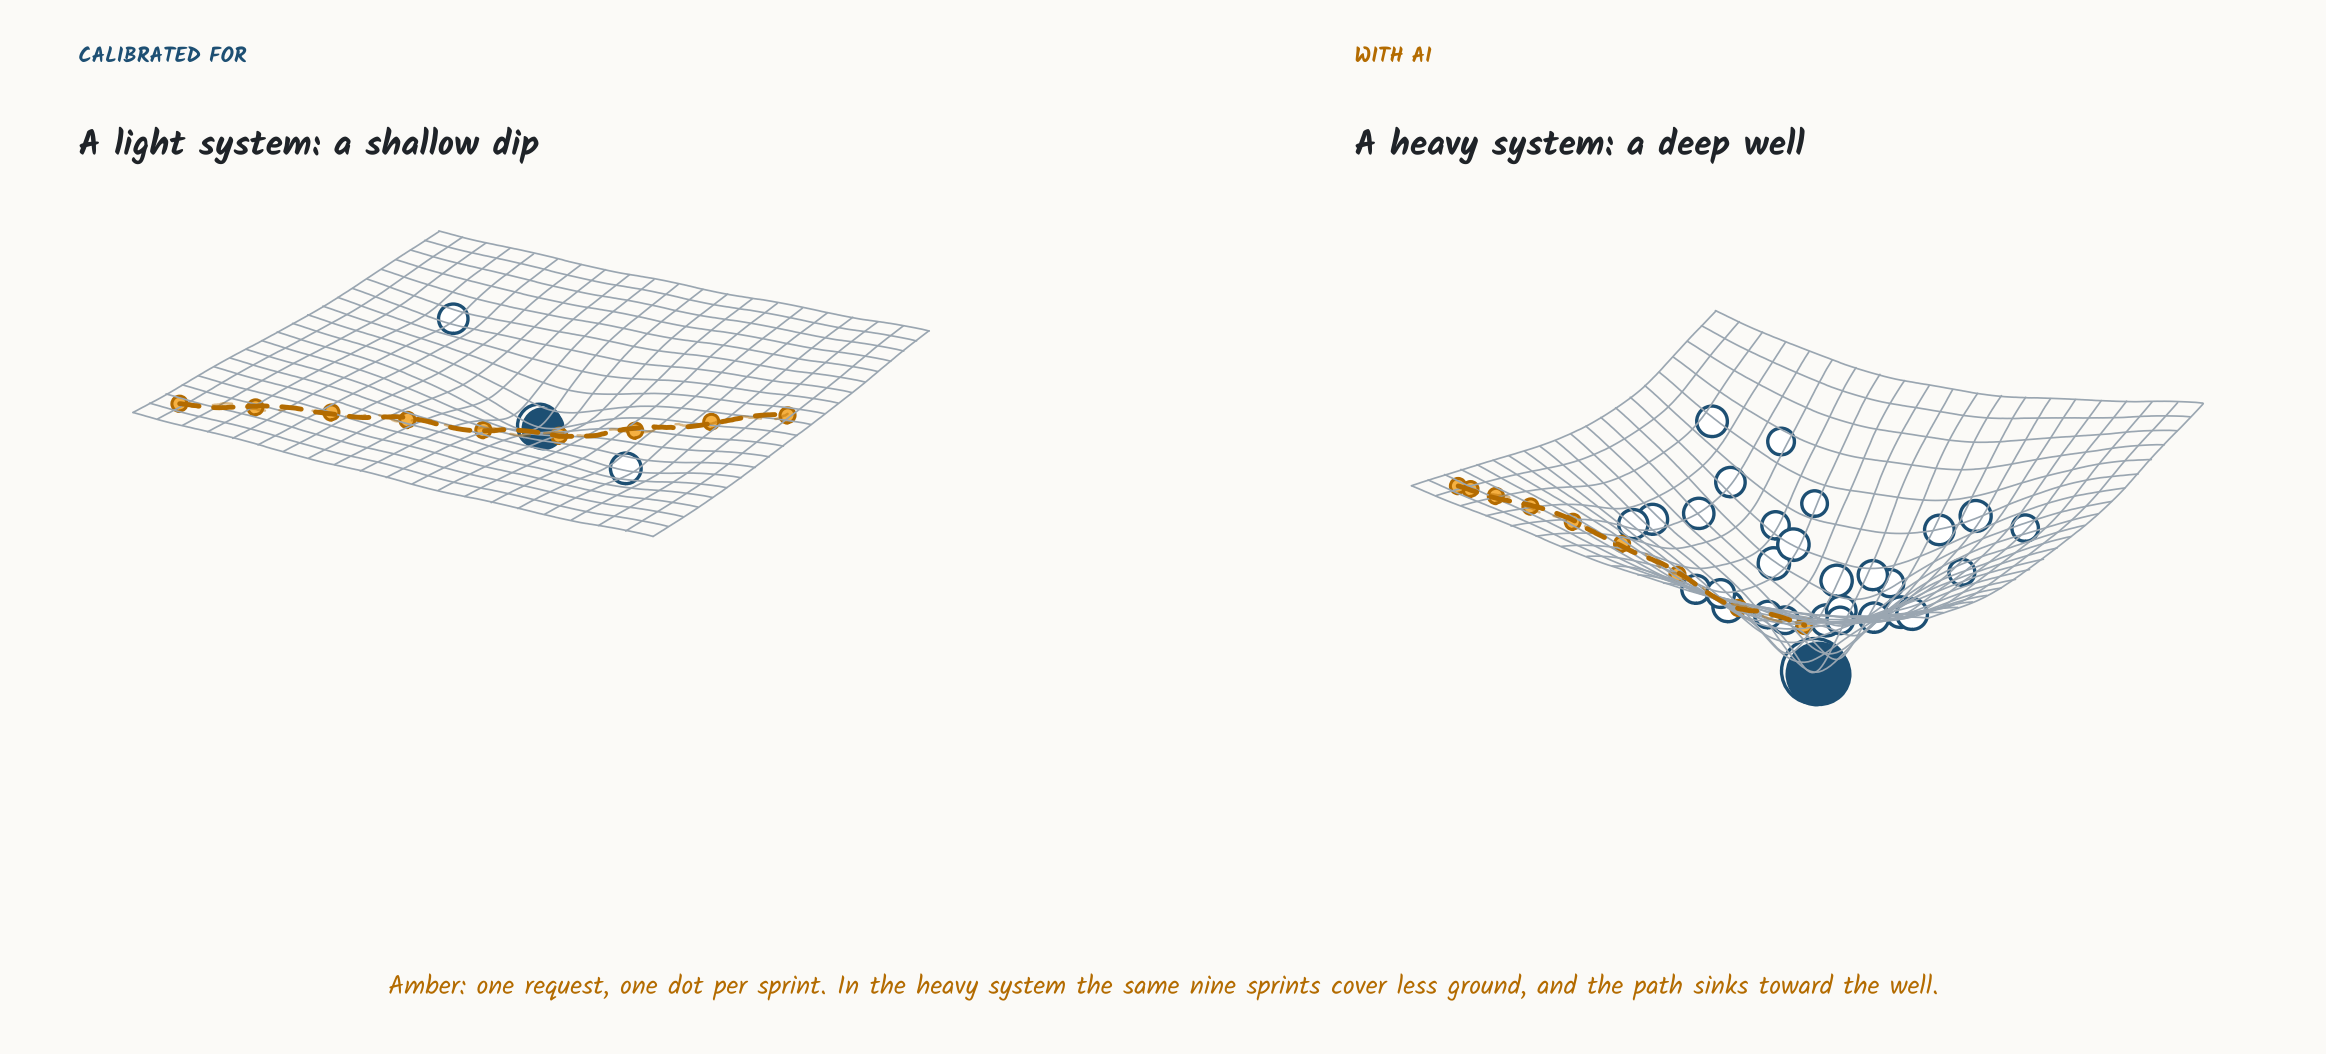 CALIBRATED FOR
WITH AI
A light system: a shallow dip
A heavy system: a deep well
Amber: one request, one dot per sprint. In the heavy system the same nine sprints cover less ground, and the path sinks toward the well.